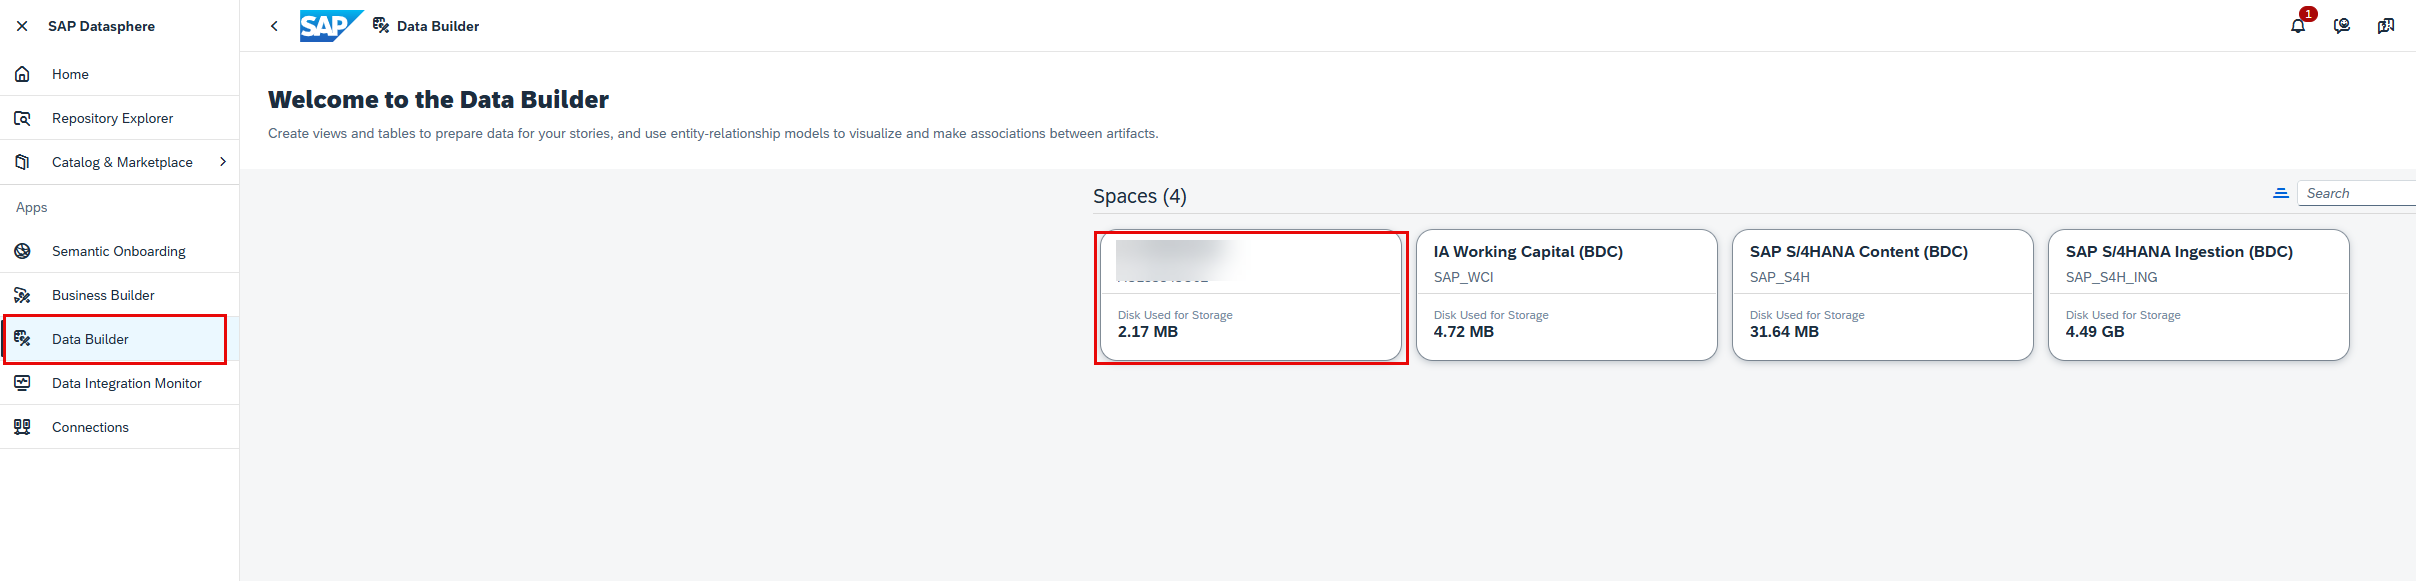 SAP Datasphere
Home
Repository Explorer
Catalog & Marketplace
Apps
Semantic Onboarding
Business Builder
Data Builder
Data Integration Monitor
Connections
SAP Data Builder
1
Welcome to the Data Builder
Create views and tables to prepare data for your stories, and use entity-relationship models to visualize and make associations between artifacts.
Spaces (4)
Search
Disk Used for Storage
2.17 MB
IA Working Capital (BDC)
SAP_WCI
Disk Used for Storage
4.72 MB
SAP S/4HANA Content (BDC)
SAP_S4H
Disk Used for Storage
31.64 MB
SAP S/4HANA Ingestion (BDC)
SAP_S4H_ING
Disk Used for Storage
4.49 GB